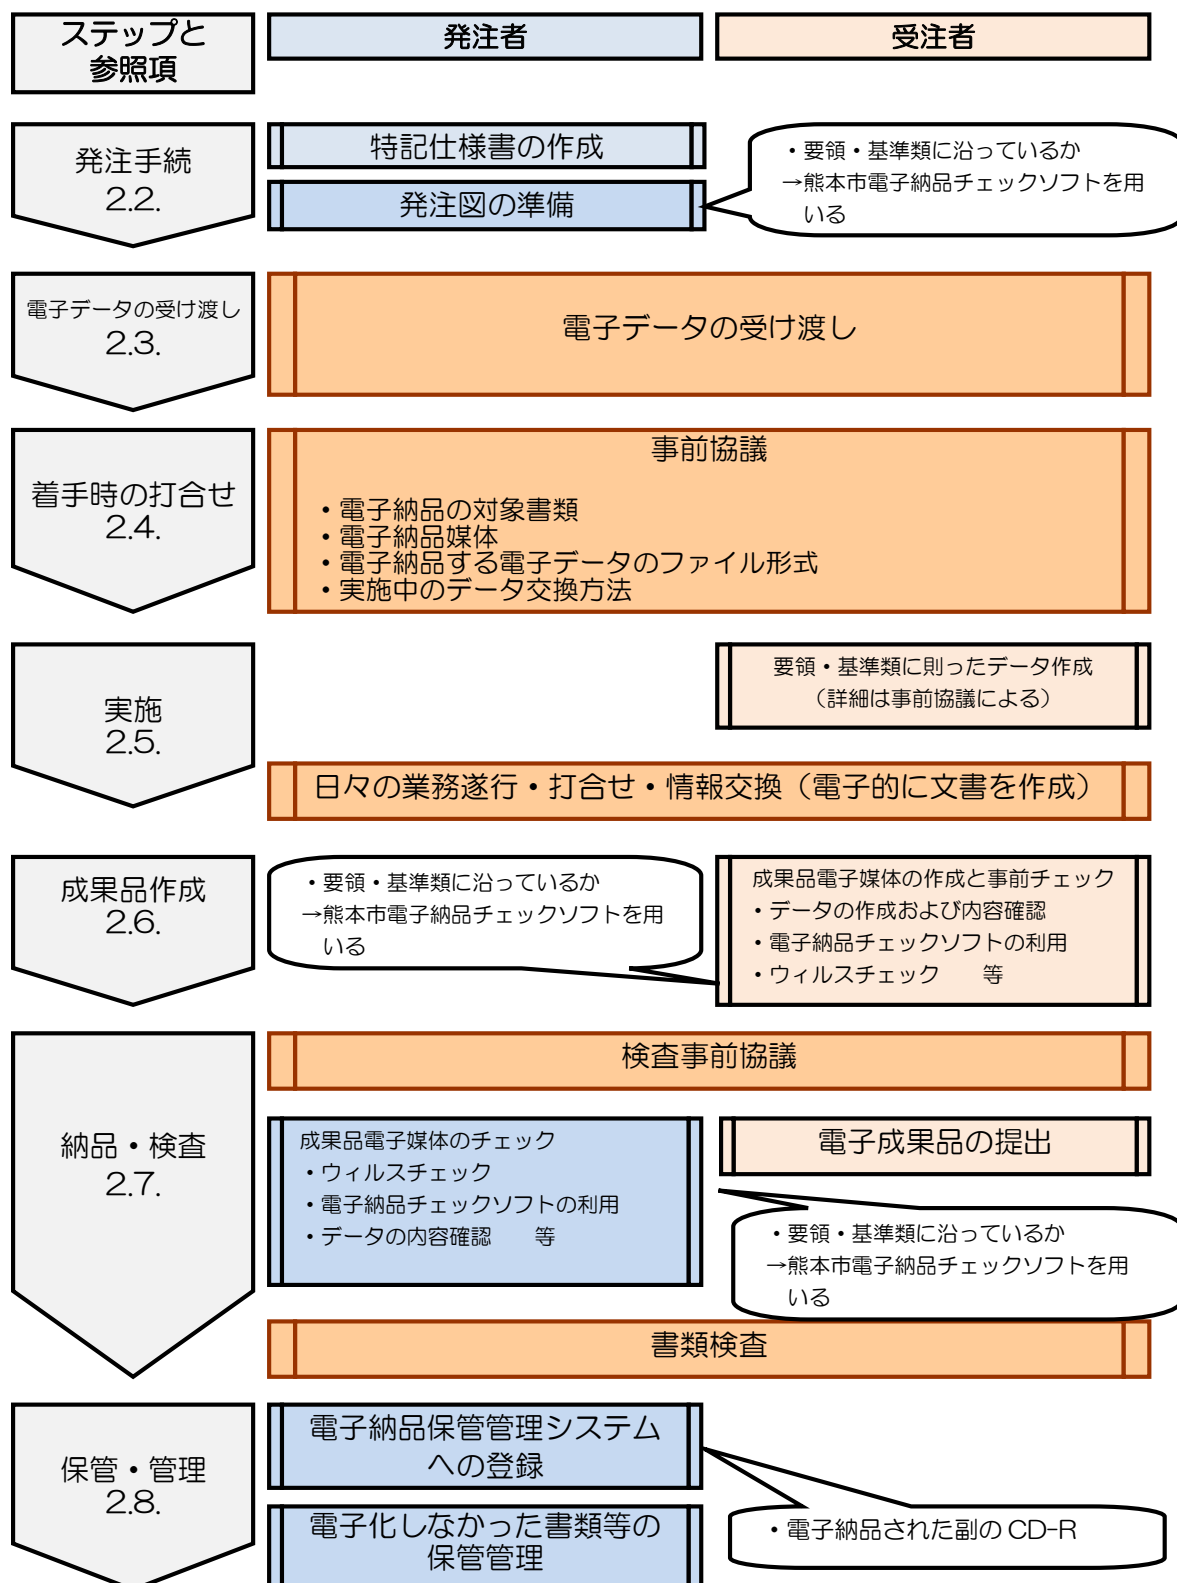 ステップと
参照項
発注者
受注者
発注手続
2.2.
特記仕様書の作成
発注図の準備
・要領・基準類に沿っているか
→熊本市電子納品チェックソフトを用
いる
電子データの受け渡し
2.3.
電子データの受け渡し
着手時の打合せ
2.4.
事前協議
・電子納品の対象書類
・電子納品媒体
・電子納品する電子データのファイル形式
・実施中のデータ交換方法
実施
2.5.
要領・基準類に則ったデータ作成
（詳細は事前協議による）
日々の業務遂行・打合せ・情報交換（電子的に文書を作成）
成果品作成
2.6.
・要領・基準類に沿っているか
→熊本市電子納品チェックソフトを用
いる
成果品電子媒体の作成と事前チェック
・データの作成および内容確認
・電子納品チェックソフトの利用
・ウィルスチェック　　等
納品・検査
2.7.
検査事前協議
成果品電子媒体のチェック
・ウィルスチェック
・電子納品チェックソフトの利用
・データの内容確認　　等
電子成果品の提出
・要領・基準類に沿っているか
→熊本市電子納品チェックソフトを用
いる
書類検査
保管・管理
2.8.
電子納品保管管理システム
への登録
電子化しなかった書類等の
保管管理
・電子納品された副の CD-R